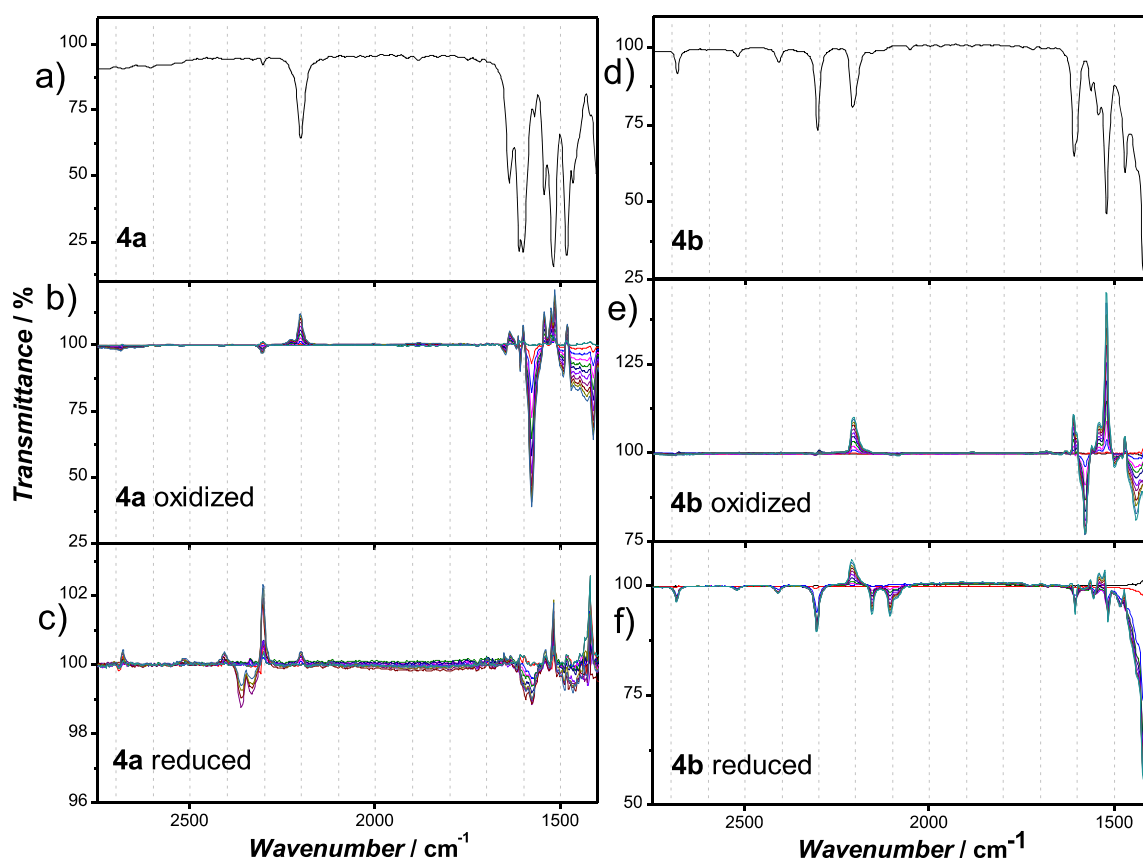 a)
100
75
50
25
4a
b)
100
75
50
25
4a oxidized
c)
102
100
98
96
4a reduced
2500 2000 1500
Wavenumber / cm-1
Transmittance / %
d)
100
75
50
25
4b
e)
125
100
75
4b oxidized
f)
100
75
50
4b reduced
2500 2000 1500
Wavenumber / cm-1